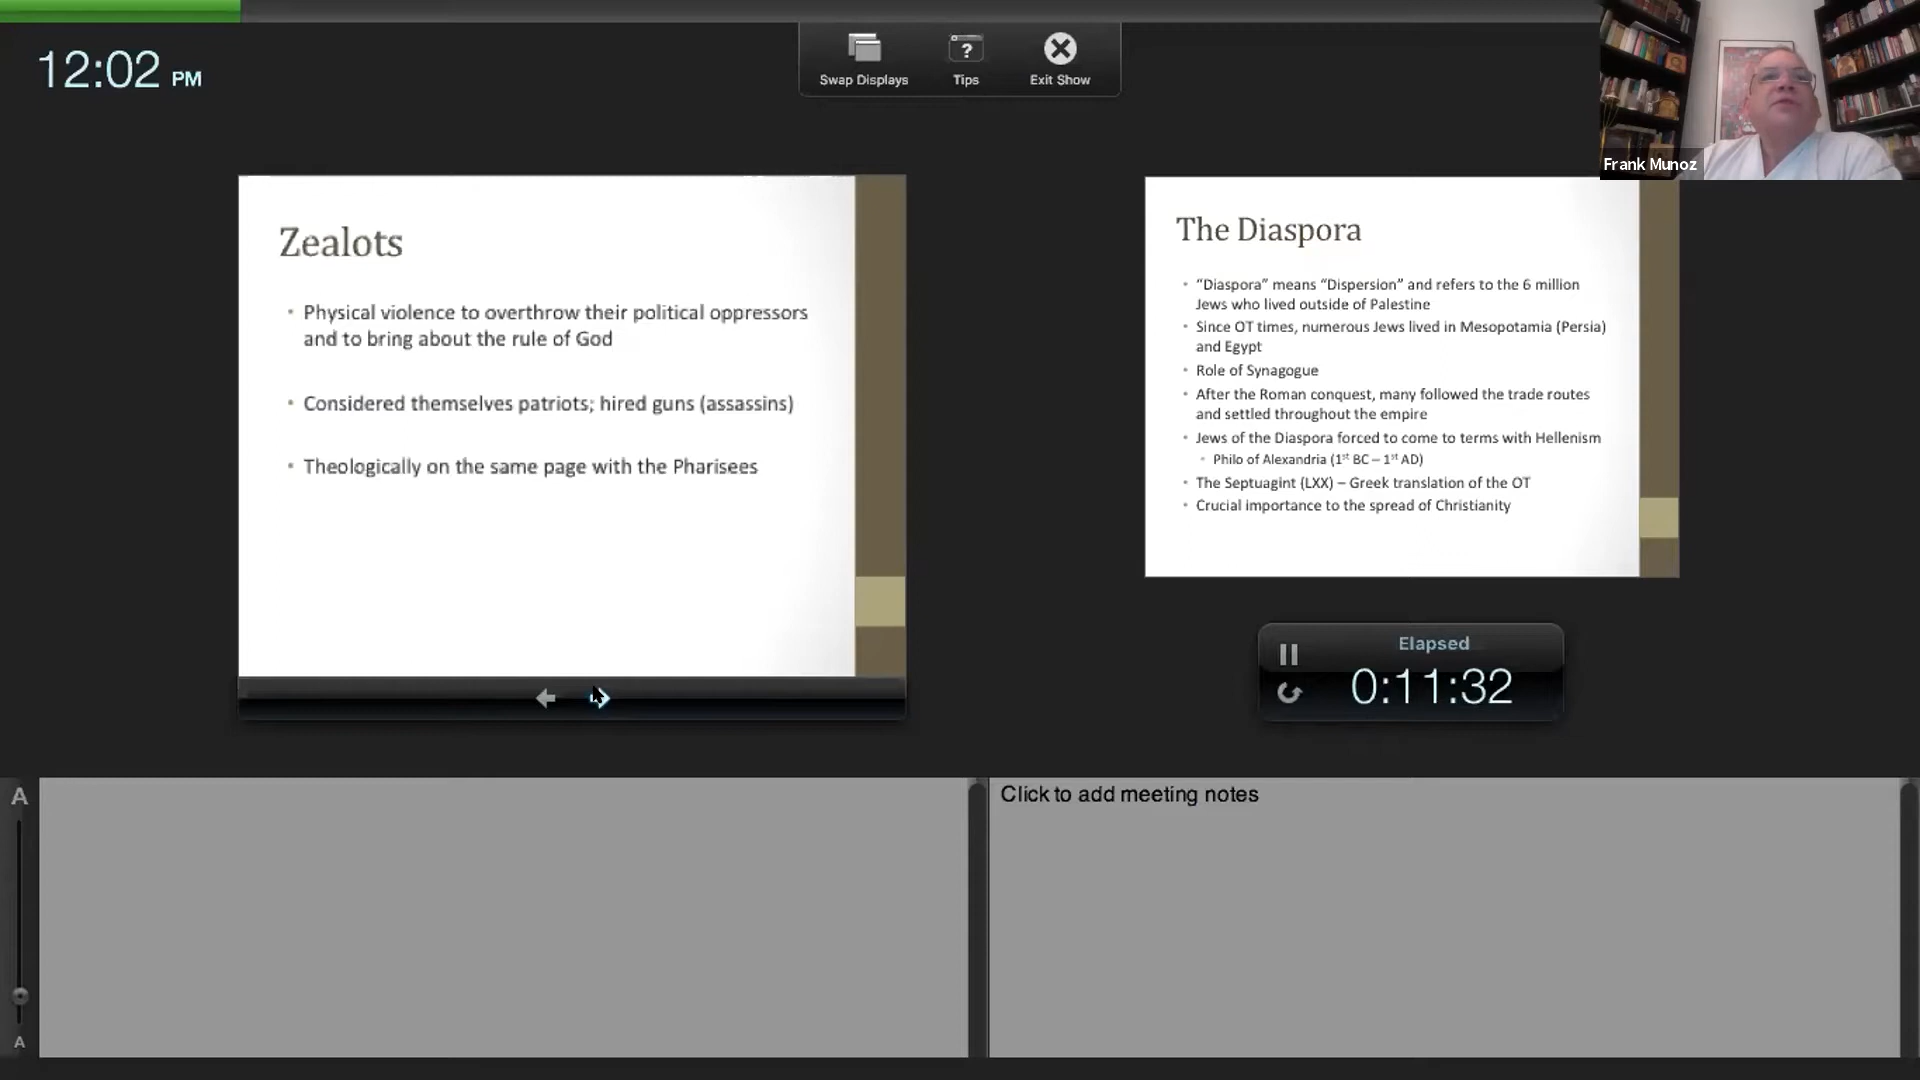 12:02 PM
Swap Displays
Tips
Exit Show
Frank Munoz
Zealots
• Physical violence to overthrow their political oppressors
and to bring about the rule of God
• Considered themselves patriots; hired guns (assassins)
• Theologically on the same page with the Pharisees
The Diaspora
• “Diaspora” means “Dispersion” and refers to the 6 million
Jews who lived outside of Palestine
• Since OT times, numerous Jews lived in Mesopotamia (Persia)
and Egypt
• Role of Synagogue
• After the Roman conquest, many followed the trade routes
and settled throughout the empire
• Jews of the Diaspora forced to come to terms with Hellenism
• Philo of Alexandria (1st BC – 1st AD)
• The Septuagint (LXX) – Greek translation of the OT
• Crucial importance to the spread of Christianity
Elapsed
0:11:32
A
A
Click to add meeting notes